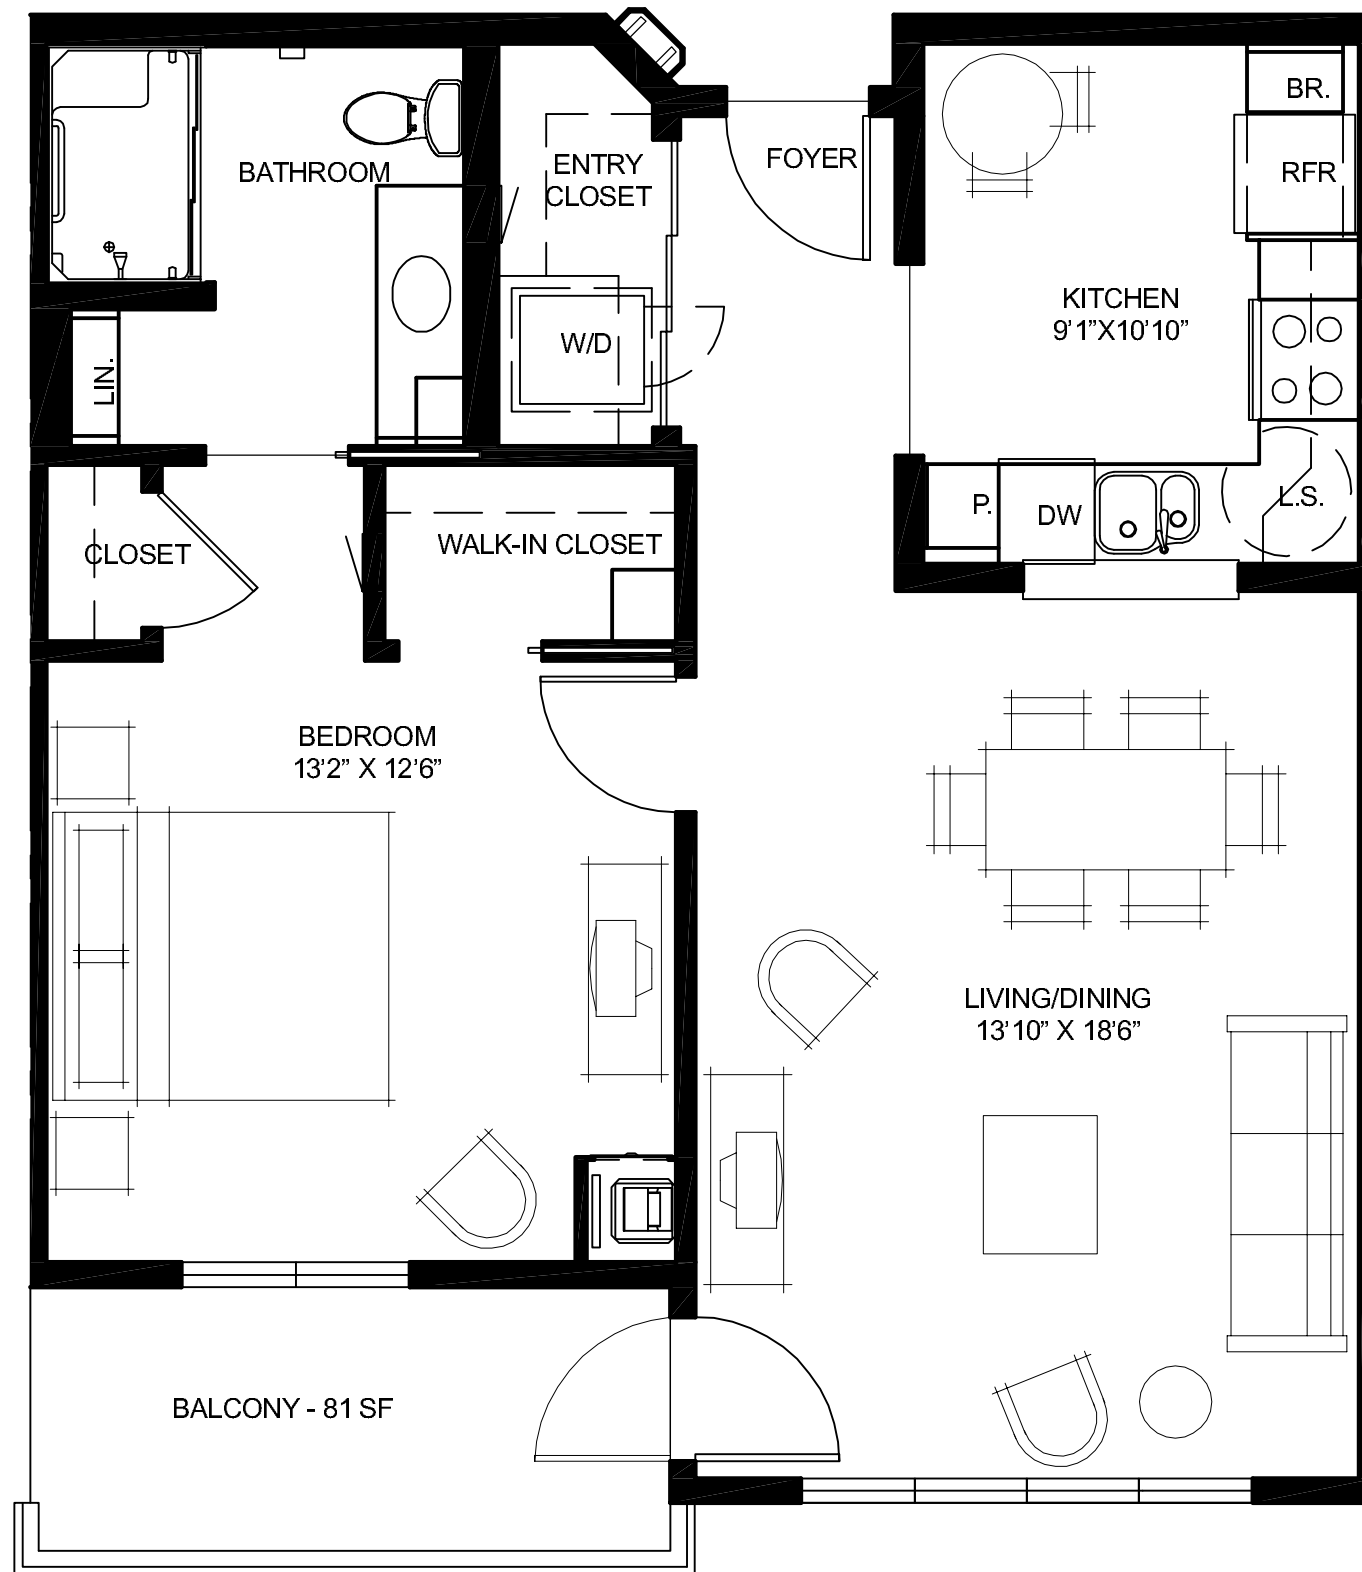 BR.
BATHROOM
ENTRY
CLOSET
FOYER
RFR
KITCHEN
9'1"X10'10"
W/D
LIN.
CLOSET
WALK-IN CLOSET
P.
DW
L.S.
BEDROOM
13'2" X 12'6"
LIVING/DINING
13'10" X 18'6"
BALCONY - 81 SF